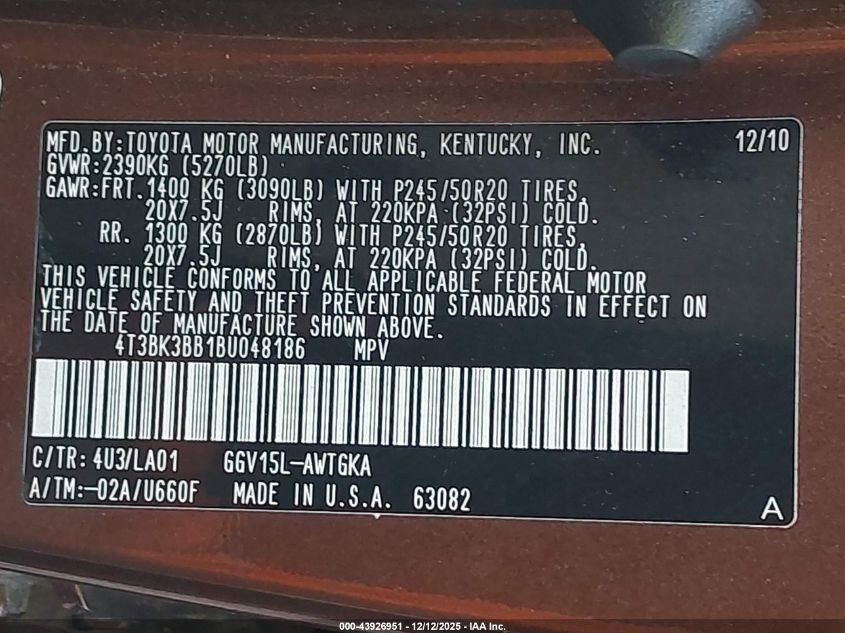 MFD.BY:TOYOTA MOTOR MANUFACTURING, KENTUCKY, INC. 12/10
GVWR:2390KG (5270LB)
GAWR:FRT.1400 KG (3090LB) WITH P245/50R20 TIRES,
20X7.5J RIMS, AT 220KPA (32PSI) COLD.
RR. 1300 KG (2870LB) WITH P245/50R20 TIRES,
20X7.5J RIMS, AT 220KPA (32PSI) COLD.
THIS VEHICLE CONFORMS TO ALL APPLICABLE FEDERAL MOTOR
VEHICLE SAFETY AND THEFT PREVENTION STANDARDS IN EFFECT ON
THE DATE OF MANUFACTURE SHOWN ABOVE.
4T3BK3BB1BU048186 MPV
C/TR: 4U3/LA01 GGV15L-AWTGKA
A/TM:-02A/U660F MADE IN U.S.A. 63082
A
000-43926951 - 12/12/2025 - IAA Inc.